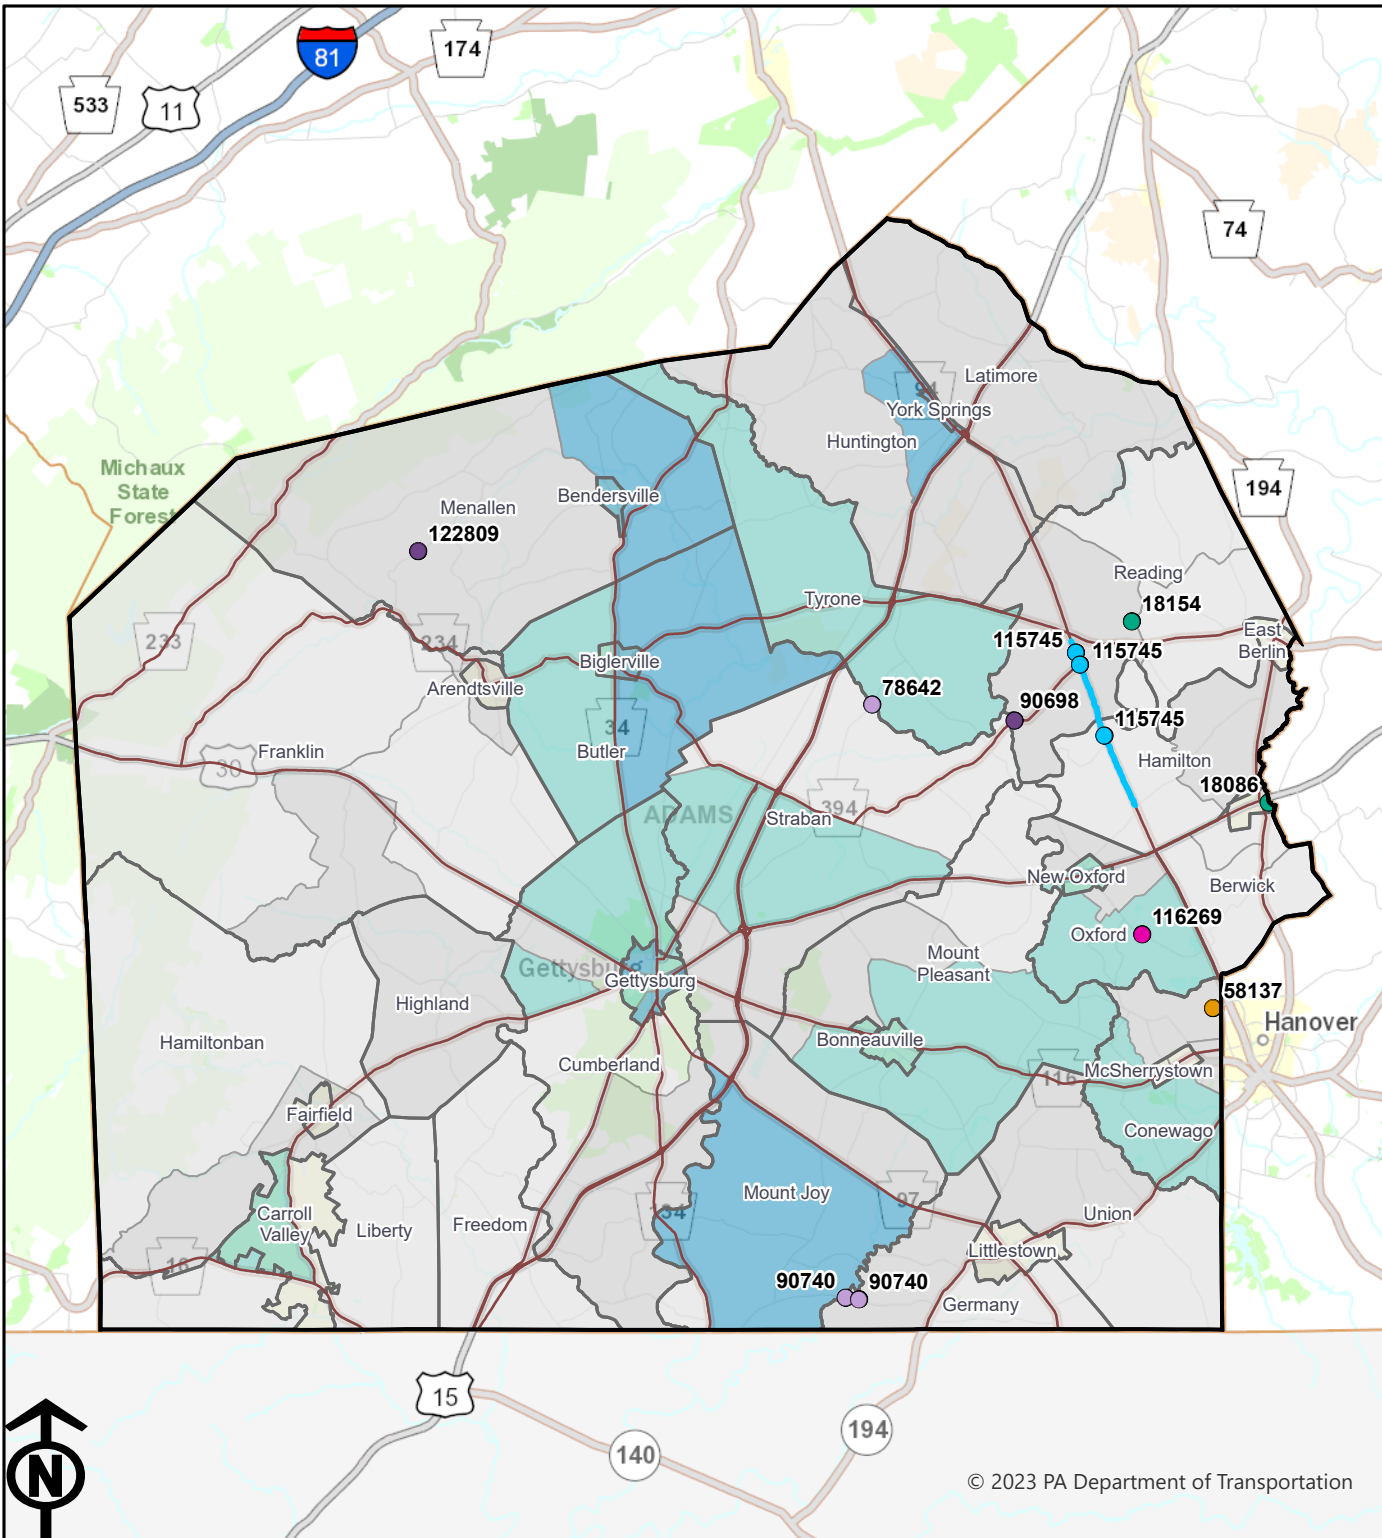 81
174
533
11
74
Latimore
94
York Springs
Huntington
Michaux
State
Forest
194
Bendersville
Menallen
122809
Reading
Tyrone
18154
233
234
115745
115745
East
Berlin
Biglerville
Arendtsville
78642
90698
34
115745
Franklin
30
Butler
Hamilton
18086
ADAMS
394
Straban
New Oxford
Berwick
116269
Oxford
Mount
Pleasant
Gettysburg
Gettysburg
58137
Highland
Hanover
Hamiltonban
Bonneauville
Cumberland
116
McSherrystown
Fairfield
Conewago
Mount Joy
97
Carroll
Valley
Liberty
Freedom
134
Union
16
Littlestown
90740
90740
Germany
15
194
140
N
© 2023 PA Department of Transportation